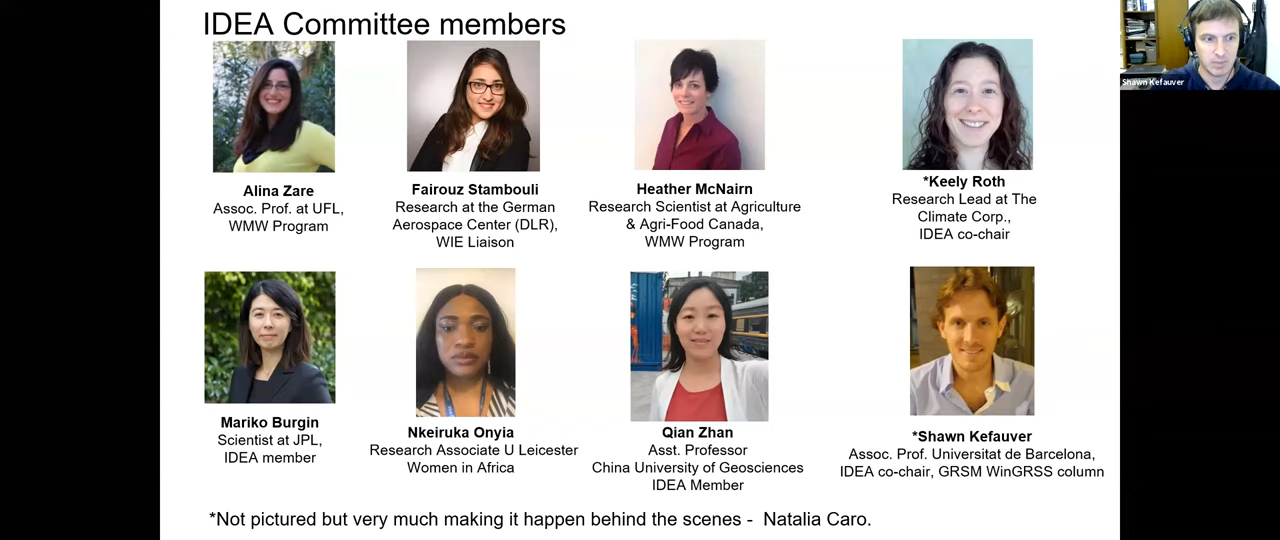 IDEA Committee members
Shawn Kefauver
Alina Zare
Assoc. Prof. at UFL,
WMW Program
Fairouz Stambouli
Research at the German
Aerospace Center (DLR),
WIE Liaison
Heather McNairn
Research Scientist at Agriculture
& Agri-Food Canada,
WMW Program
*Keely Roth
Research Lead at The
Climate Corp.,
IDEA co-chair
Mariko Burgin
Scientist at JPL,
IDEA member
Nkeiruka Onyia
Research Associate U Leicester
Women in Africa
Qian Zhan
Asst. Professor
China University of Geosciences
IDEA Member
*Shawn Kefauver
Assoc. Prof. Universitat de Barcelona,
IDEA co-chair, GRSM WinGRSS column
*Not pictured but very much making it happen behind the scenes - Natalia Caro.